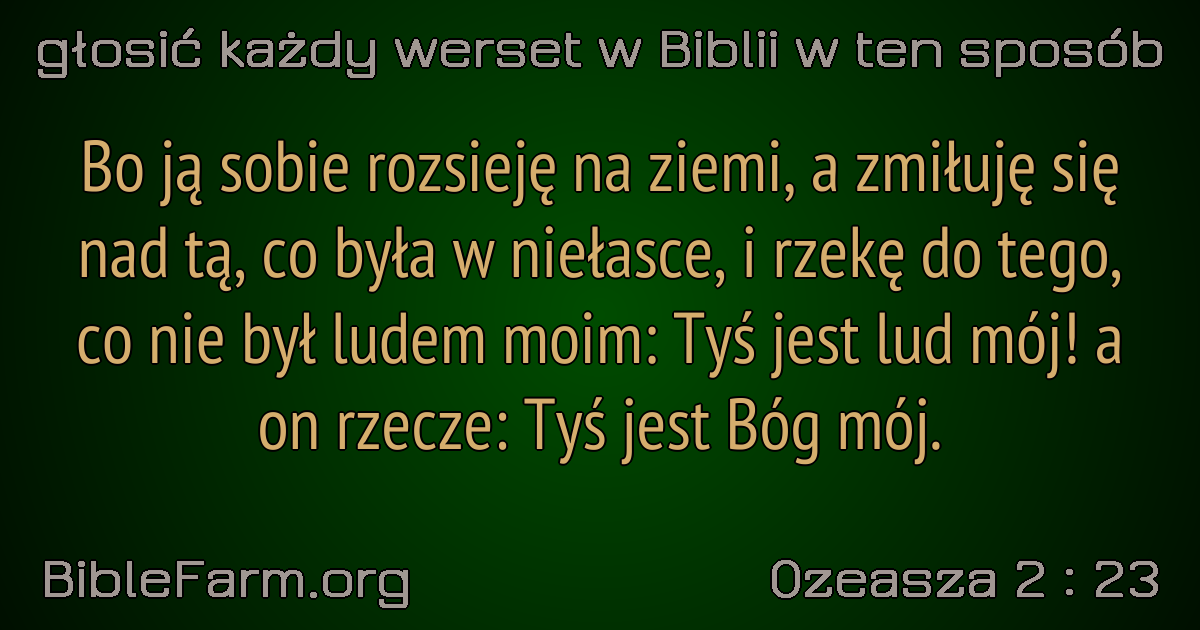 głosić każdy werset w Biblii w ten sposób
Bo ją sobie rozsieję na ziemi, a zmiłuję się
nad tą, co była w niełasce, i rzekę do tego,
co nie był ludem moim: Tyś jest lud mój! a
on rzecze: Tyś jest Bóg mój.
BibleFarm.org
Ozeasza 2 : 23